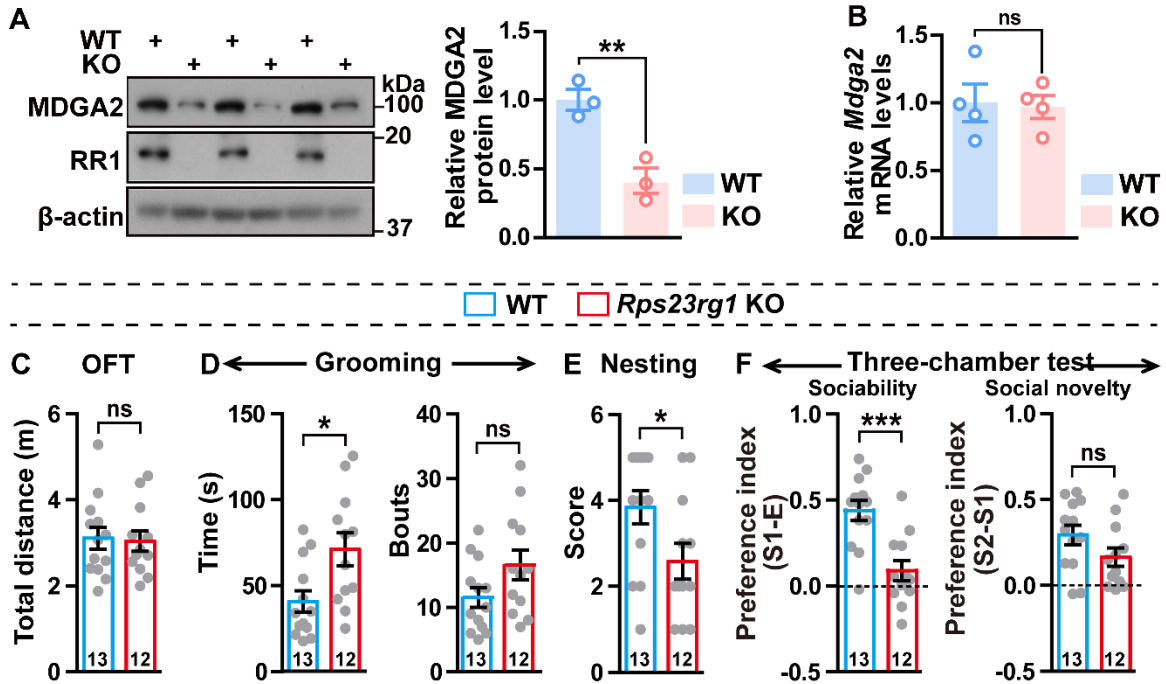 A
WT + + +
KO + + +
kDa
MDGA2
100
20
RR1
β-actin
37
Relative MDGA2
protein level
1.5
1.0
0.5
0.0
**
WT
KO
B
Relative Mdga2
mRNA levels
1.5
1.0
0.5
0.0
ns
WT
KO
WT Rps23rg1 KO
C OFT
Total distance (m)
6
4
2
0
ns
13 12
D Grooming
Time (s)
150
100
50
0
*
13 12
Bouts
40
30
20
10
0
ns
13 12
E Nesting
Score
6
4
2
0
*
13 12
F Three-chamber test
Sociability
Preference index
(S1-E)
1.0
0.5
0.0
-0.5
***
13 12
Social novelty
Preference index
(S2-S1)
1.0
0.5
0.0
-0.5
ns
13 12